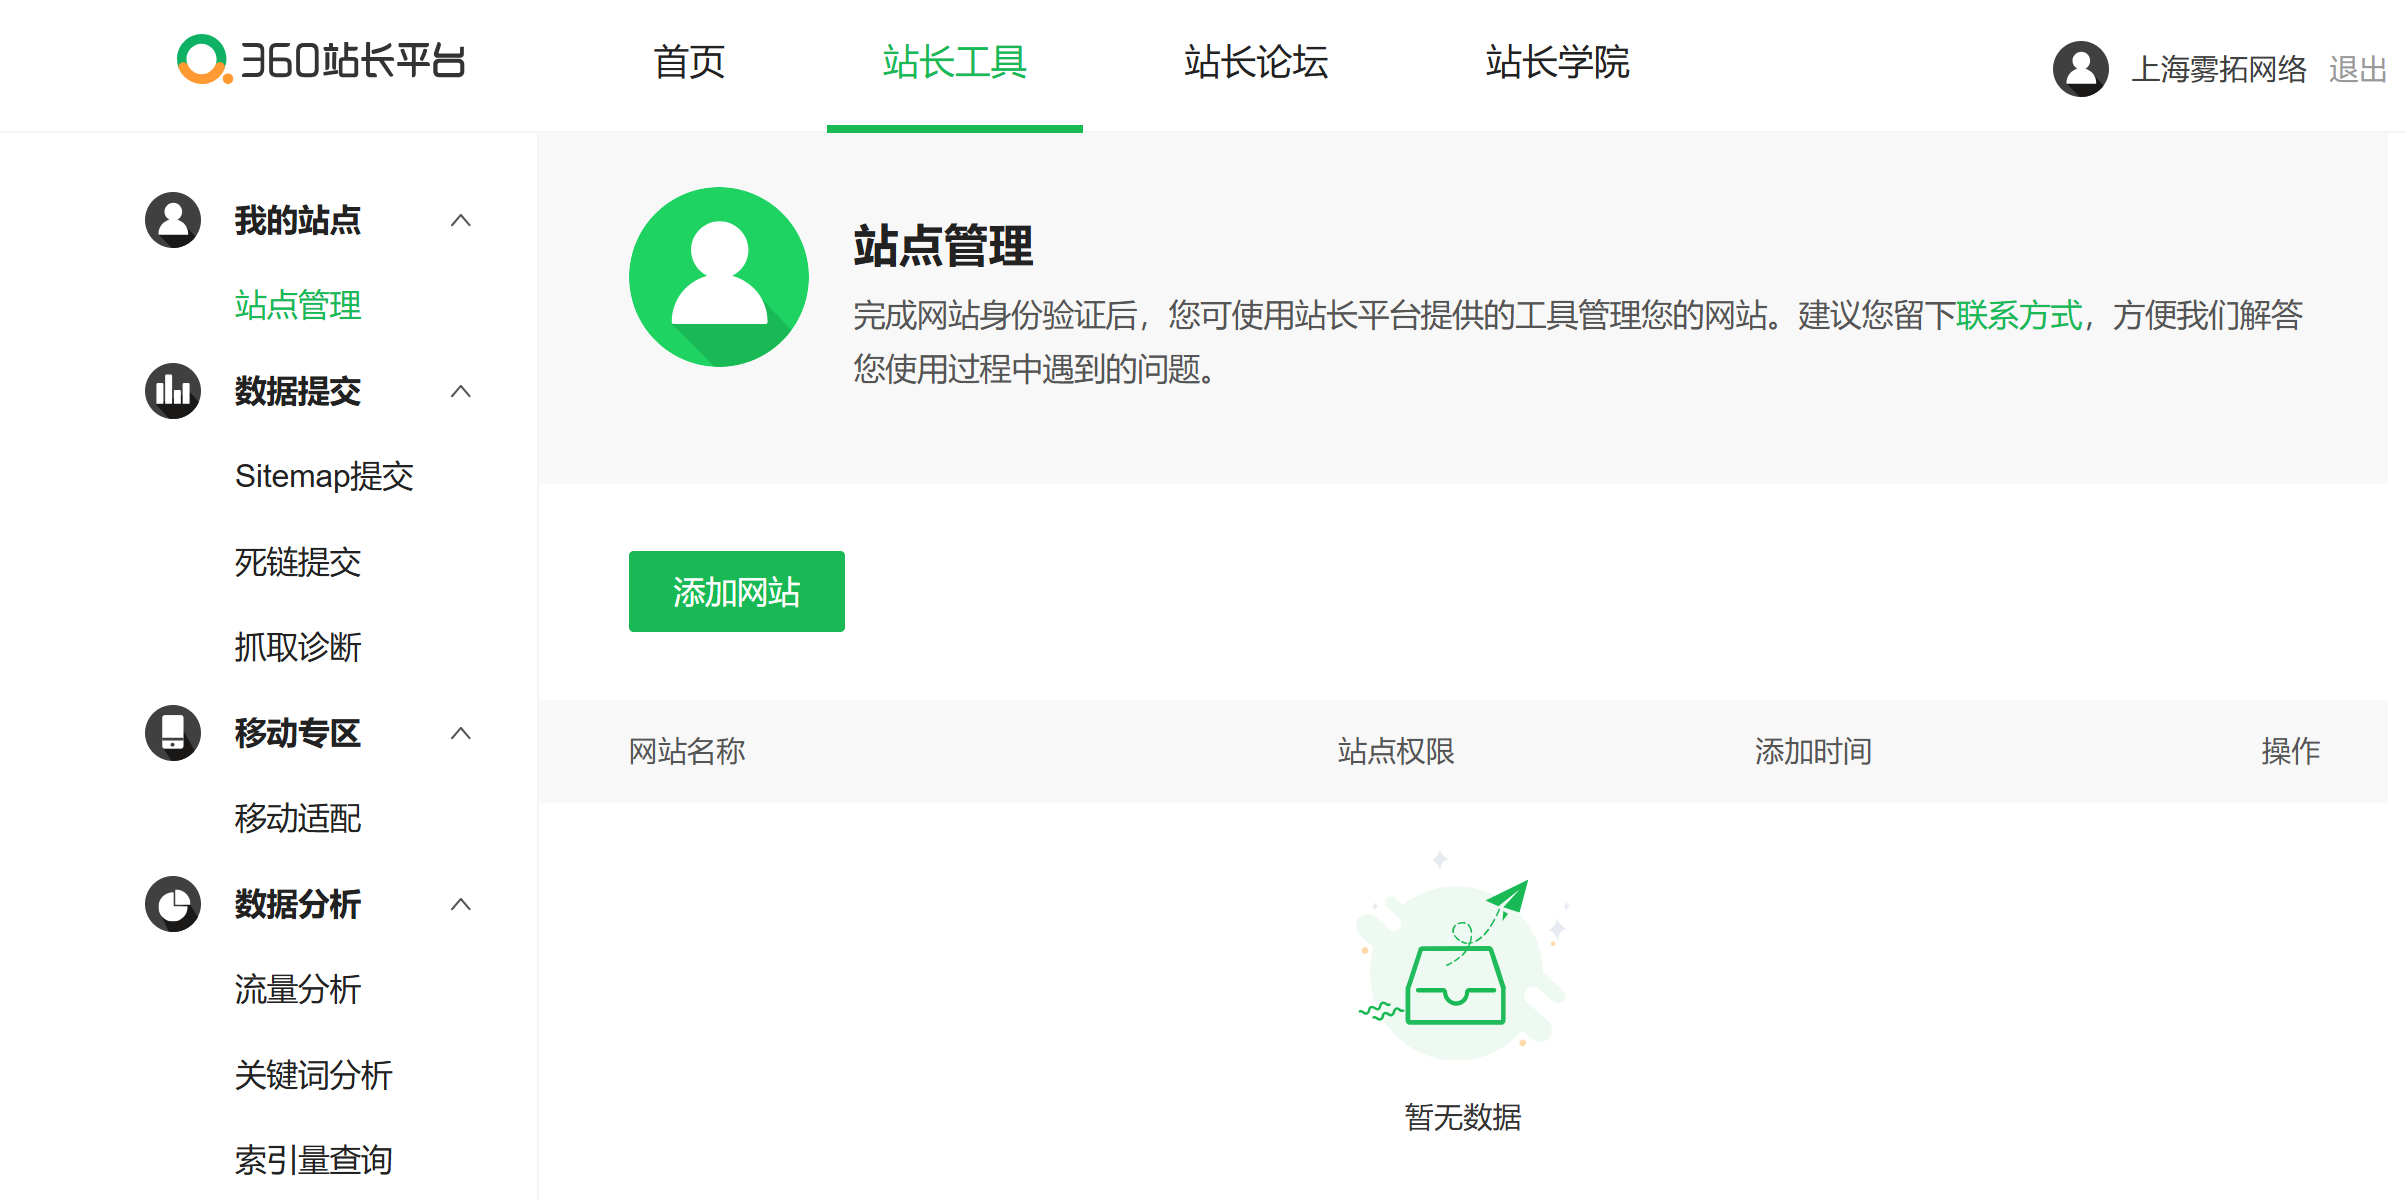 360站长平台
首页
站长工具
站长论坛
站长学院
上海雾拓网络
退出
我的站点
站点管理
数据提交
Sitemap提交
死链提交
抓取诊断
移动专区
移动适配
数据分析
流量分析
关键词分析
索引量查询
站点管理
完成网站身份验证后，您可使用站长平台提供的工具管理您的网站。建议您留下联系方式，方便我们解答
您使用过程中遇到的问题。
添加网站
网站名称
站点权限
添加时间
操作
暂无数据